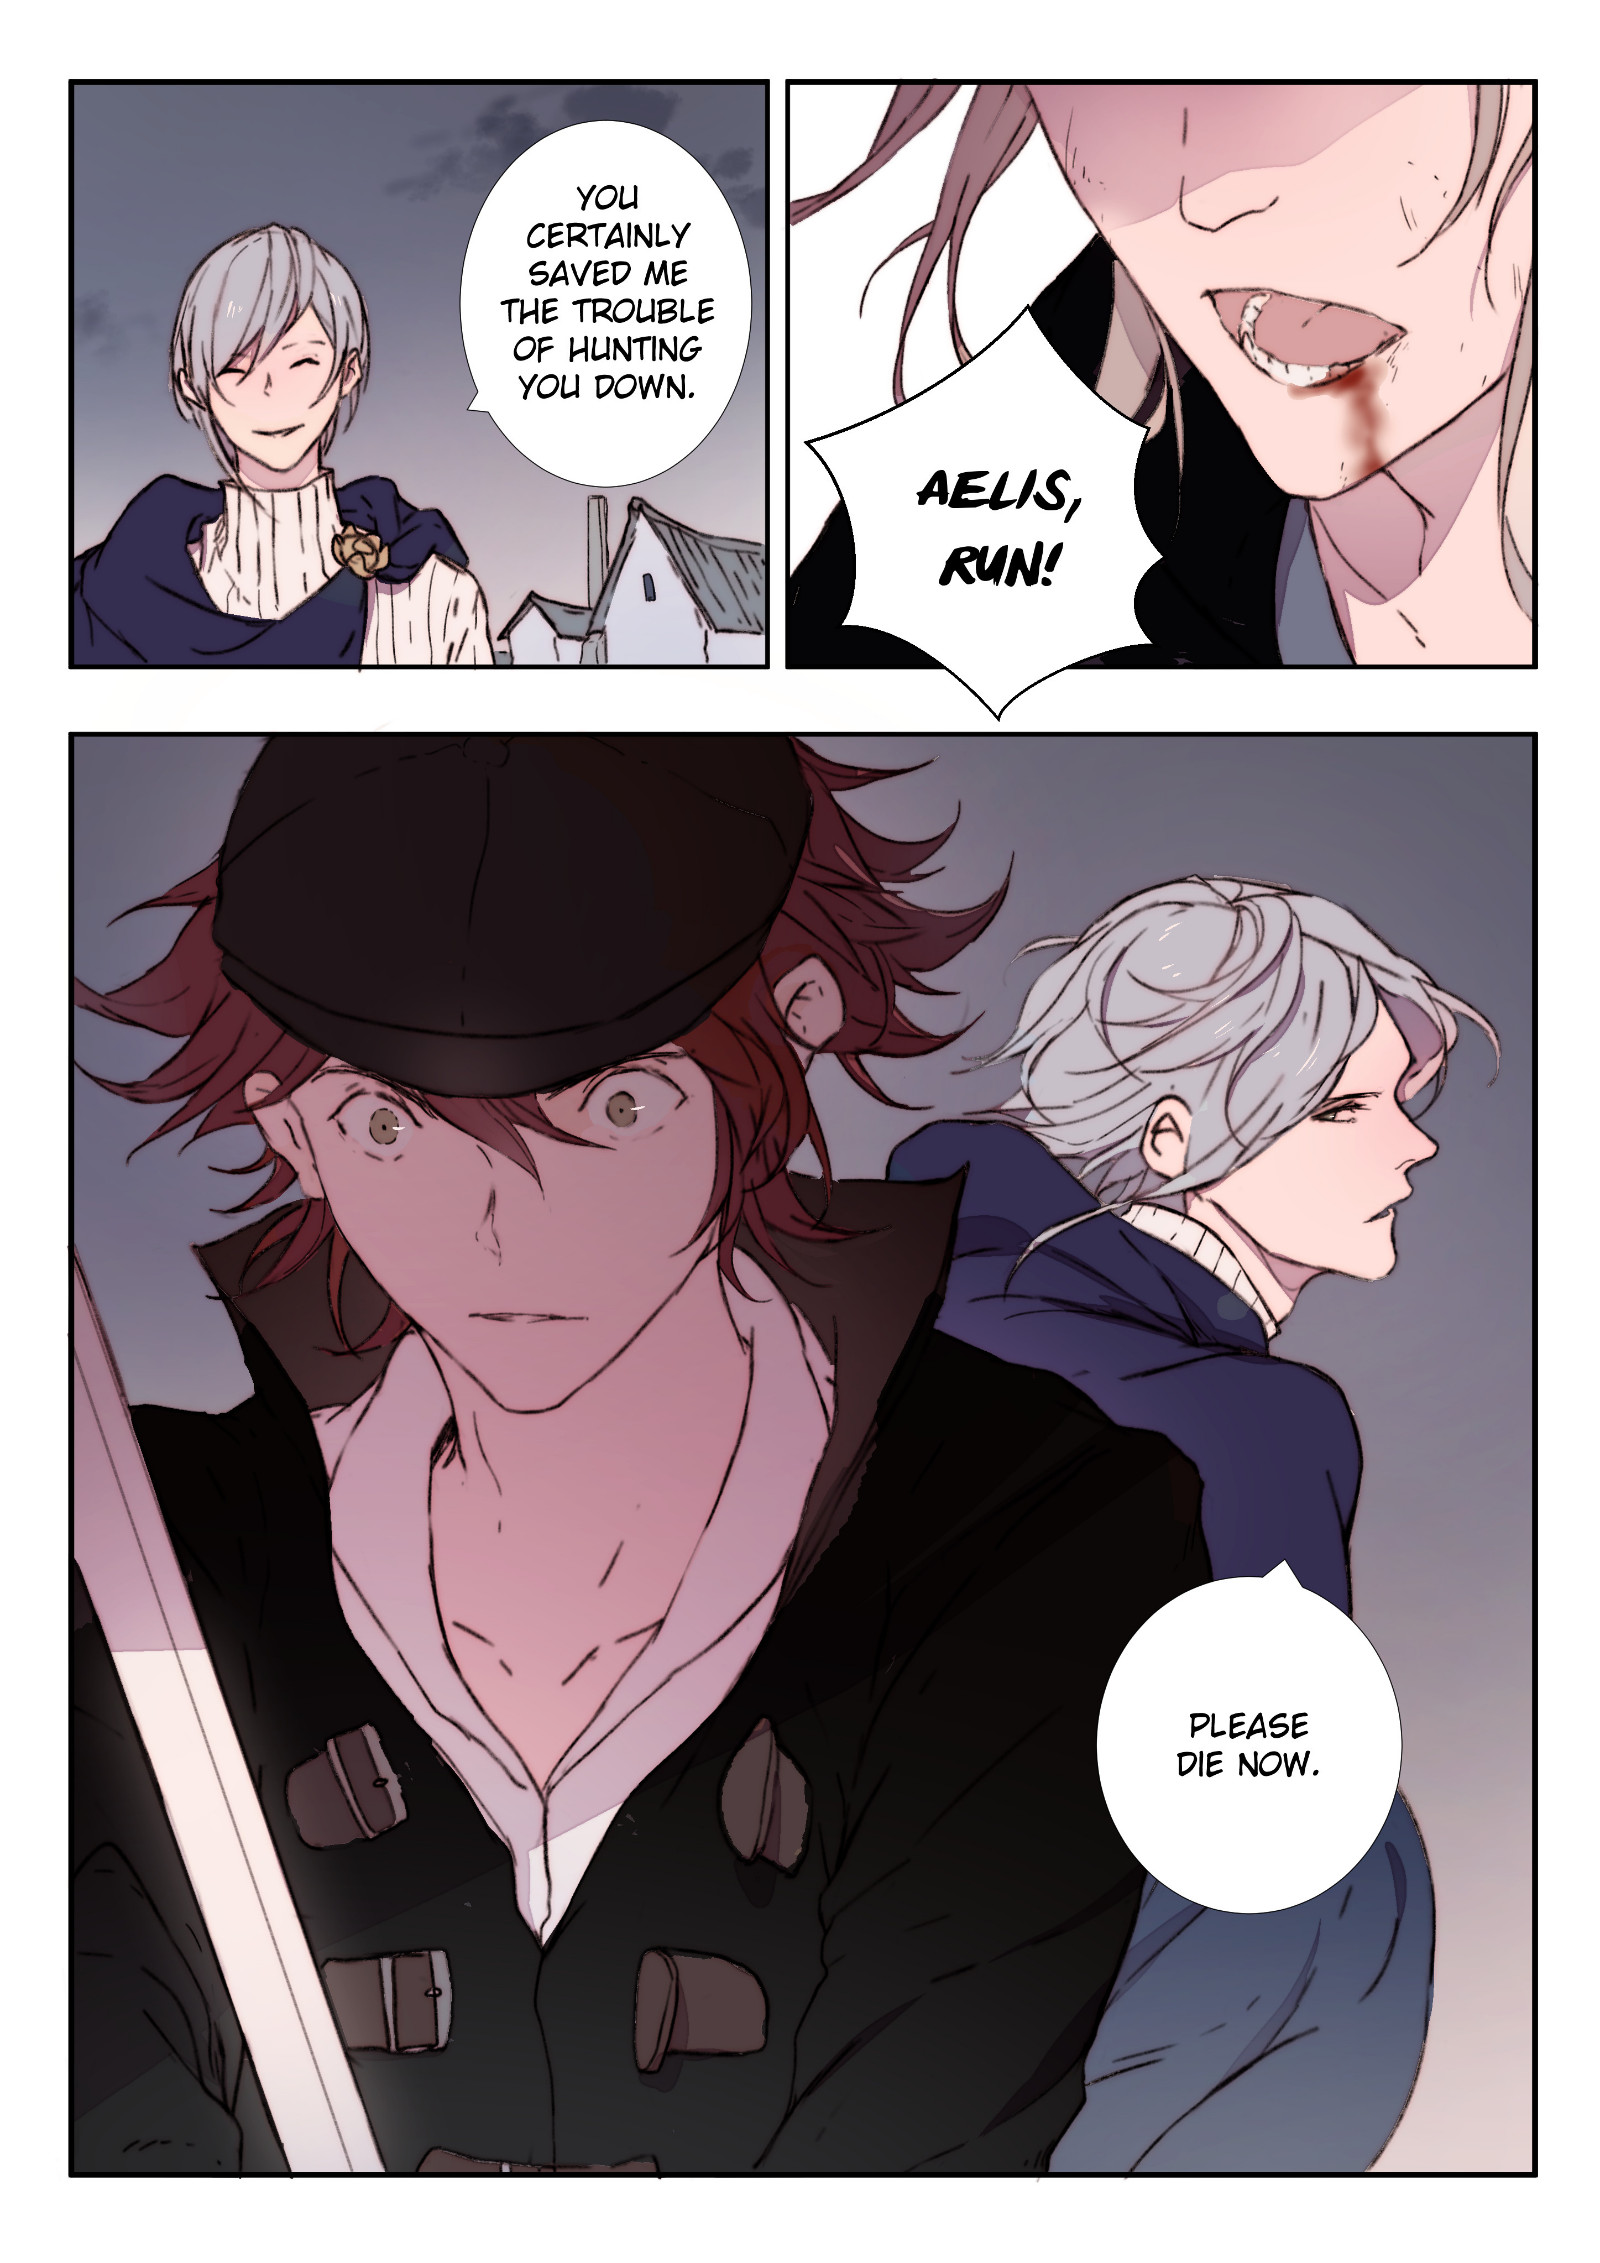 YOU
CERTAINLY
SAVED ME
THE TROUBLE
OF HUNTING
YOU DOWN.
AELIS,
RUN!
PLEASE
DIE NOW.